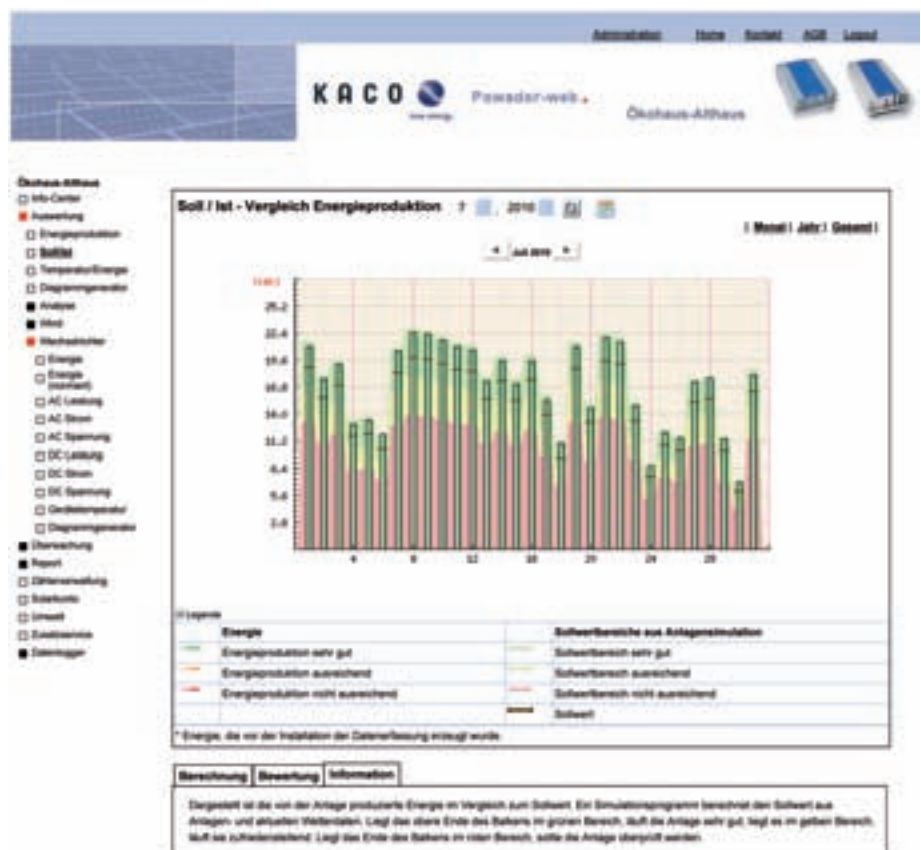 Administration Home Kontakt AGB Logout
KACO
new energy.
Powador-web
Ökohaus-Althaus
Ökohaus-Althaus
Info-Center
Auswertung
Energieproduktion
Soll/Ist
Temperatur/Energie
Diagrammgenerator
Analyse
Wind
Wechselrichter
Energie
Energie
(normiert)
AC Leistung
AC Strom
AC Spannung
DC Leistung
DC Strom
DC Spannung
Gerätetemperatur
Diagrammgenerator
Überwachung
Report
Zählerverwaltung
Solarkonto
Umwelt
Zusatzservice
Datenlogger
Soll / Ist - Vergleich Energieproduktion 7 , 2010
| Monat | Jahr | Gesamt |
Juli 2010
25.2
22.4
19.6
16.8
14.0
11.2
8.4
5.6
2.8
4 8 12 16 20 24 28
Legende
Energie Sollwertbereiche aus Anlagensimulation
Energieproduktion sehr gut Sollwertbereich sehr gut
Energieproduktion ausreichend Sollwertbereich ausreichend
Energieproduktion nicht ausreichend Sollwertbereich nicht ausreichend
Sollwert
* Energie, die vor der Installation der Datenerfassung erzeugt wurde.
Berechnung Bewertung Information
Dargestellt ist die von der Anlage produzierte Energie im Vergleich zum Sollwert. Ein Simulationsprogramm berechnet den Sollwert aus
Anlagen- und aktuellen Wetterdaten. Liegt das obere Ende des Balkens im grünen Bereich, läuft die Anlage sehr gut, liegt es im gelben Bereich,
läuft sie zufriedenstellend. Liegt das Ende des Balkens im roten Bereich, sollte die Anlage überprüft werden.